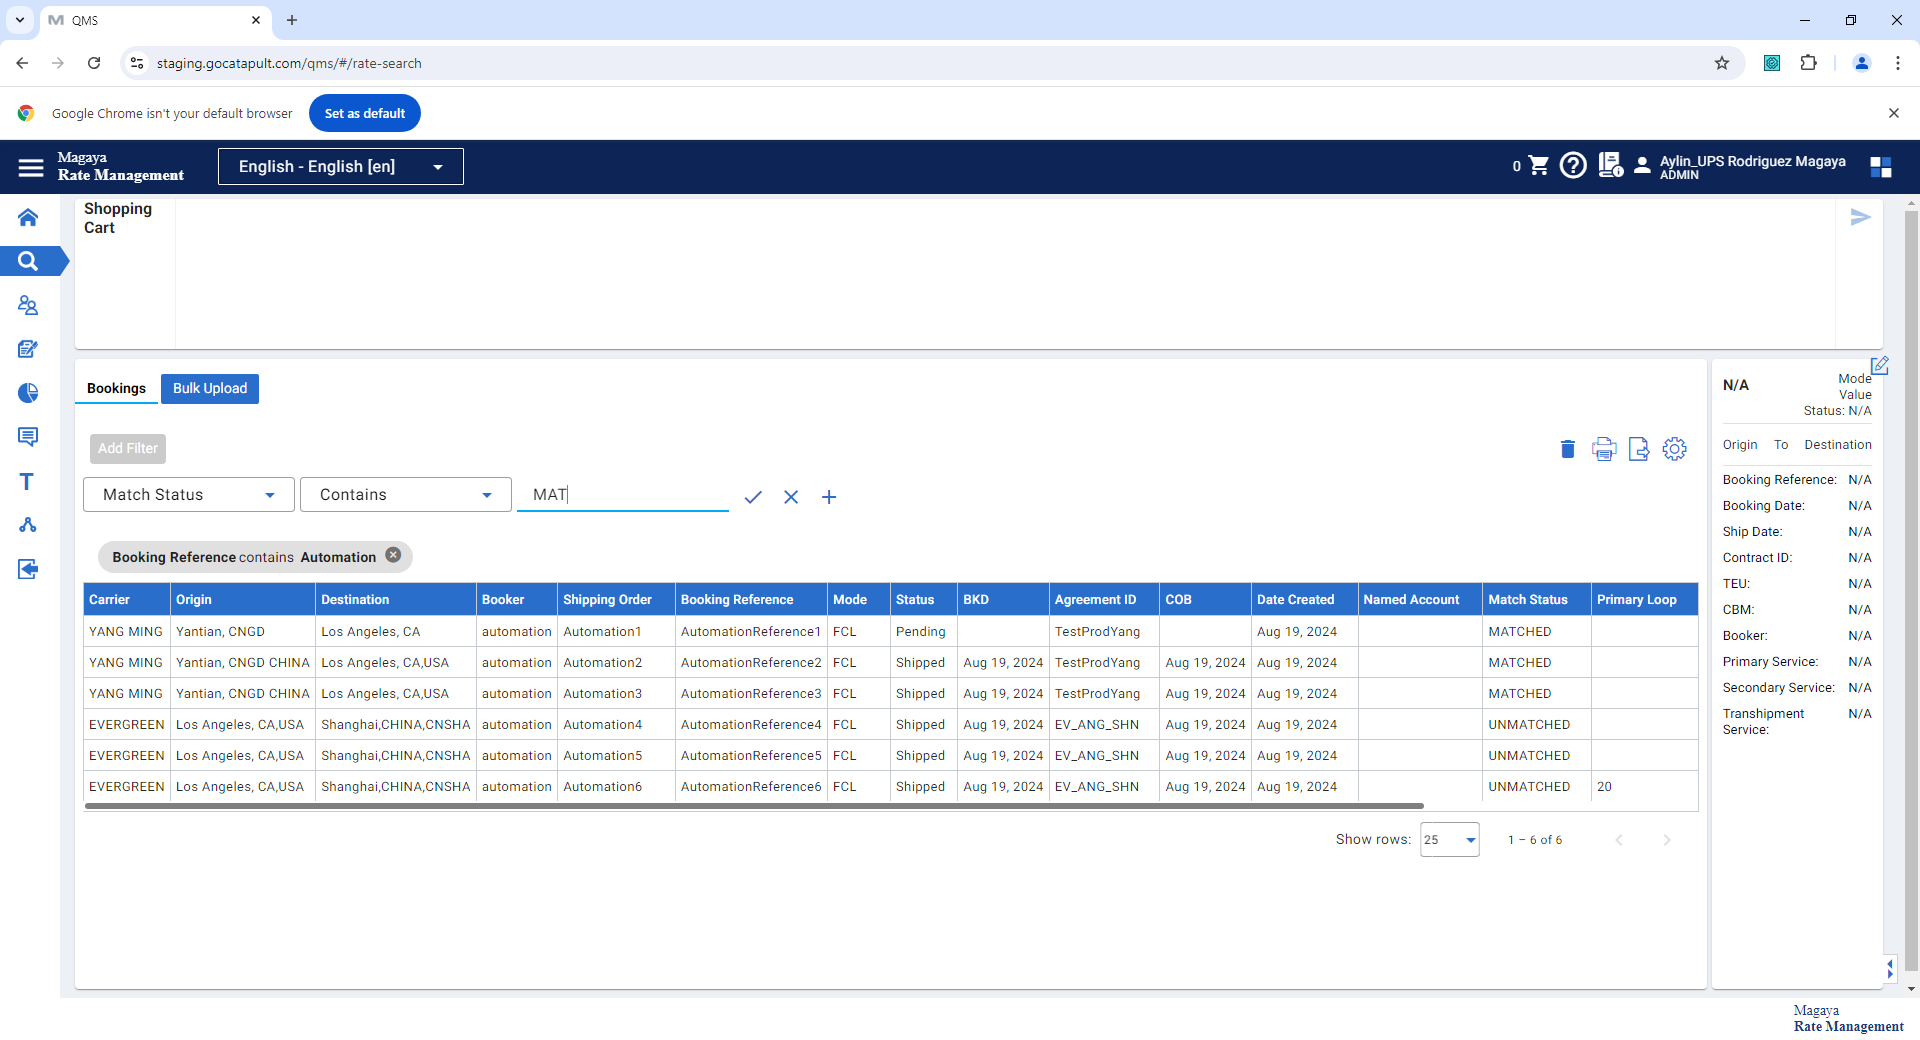 QMS
staging.gocatapult.com/qms/#/rate-search
Google Chrome isn't your default browser
Set as default
Magaya
Rate Management
English - English [en]
0
Aylin_UPS Rodriguez Magaya
ADMIN
Shopping
Cart
Bookings
Bulk Upload
Add Filter
Match Status
Contains
MAT
Booking Reference contains Automation
Carrier Origin Destination Booker Shipping Order Booking Reference Mode Status BKD Agreement ID COB Date Created Named Account Match Status Primary Loop
YANG MING Yantian, CNGD Los Angeles, CA automation Automation1 AutomationReference1 FCL Pending TestProdYang Aug 19, 2024 MATCHED
YANG MING Yantian, CNGD CHINA Los Angeles, CA,USA automation Automation2 AutomationReference2 FCL Shipped Aug 19, 2024 TestProdYang Aug 19, 2024 Aug 19, 2024 MATCHED
YANG MING Yantian, CNGD CHINA Los Angeles, CA,USA automation Automation3 AutomationReference3 FCL Shipped Aug 19, 2024 TestProdYang Aug 19, 2024 Aug 19, 2024 MATCHED
EVERGREEN Los Angeles, CA,USA Shanghai,CHINA,CNSHA automation Automation4 AutomationReference4 FCL Shipped Aug 19, 2024 EV_ANG_SHN Aug 19, 2024 Aug 19, 2024 UNMATCHED
EVERGREEN Los Angeles, CA,USA Shanghai,CHINA,CNSHA automation Automation5 AutomationReference5 FCL Shipped Aug 19, 2024 EV_ANG_SHN Aug 19, 2024 Aug 19, 2024 UNMATCHED
EVERGREEN Los Angeles, CA,USA Shanghai,CHINA,CNSHA automation Automation6 AutomationReference6 FCL Shipped Aug 19, 2024 EV_ANG_SHN Aug 19, 2024 Aug 19, 2024 UNMATCHED 20
Show rows: 25 1 – 6 of 6
N/A
Mode
Value
Status: N/A
Origin To Destination
Booking Reference: N/A
Booking Date: N/A
Ship Date: N/A
Contract ID: N/A
TEU: N/A
CBM: N/A
Booker: N/A
Primary Service: N/A
Secondary Service: N/A
Transhipment N/A
Service:
Magaya
Rate Management